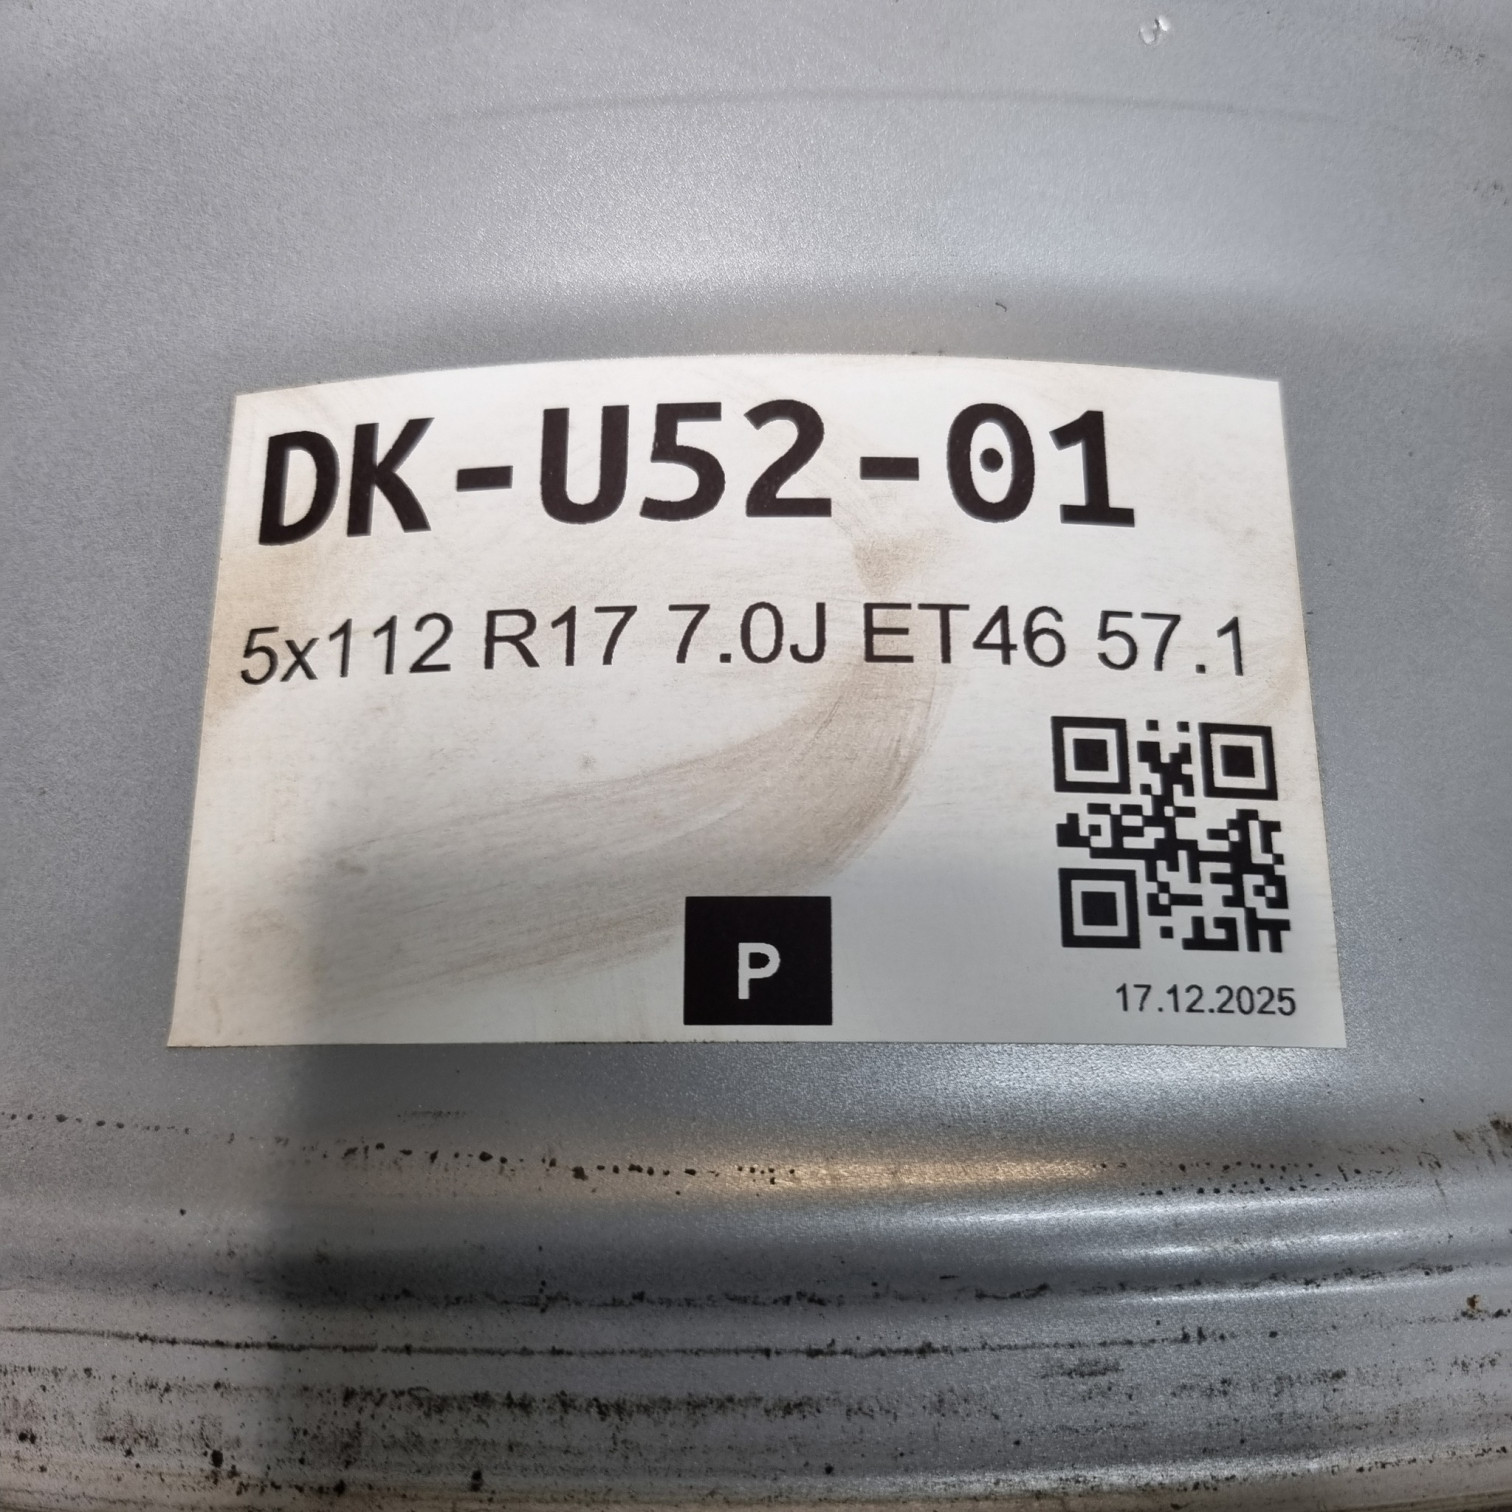 DK-U52-01
5x112 R17 7.0J ET46 57.1
P
17.12.2025